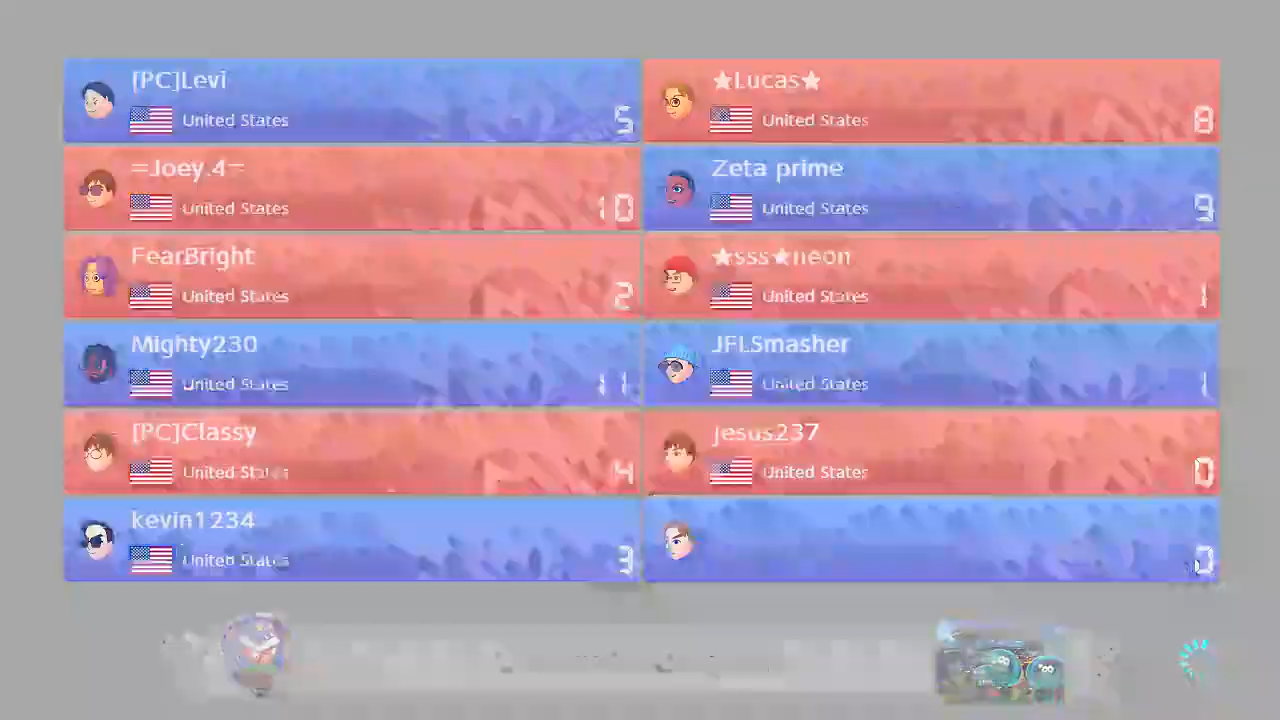 [PC]Levi
United States
5
★Lucas★
United States
8
=Joey.4=
United States
10
Zeta prime
United States
9
FearBright
United States
2
★sss★neon
United States
1
Mighty230
United States
11
JFLSmasher
United States
1
[PC]Classy
United States
4
jesus237
United States
0
kevin1234
United States
3
0